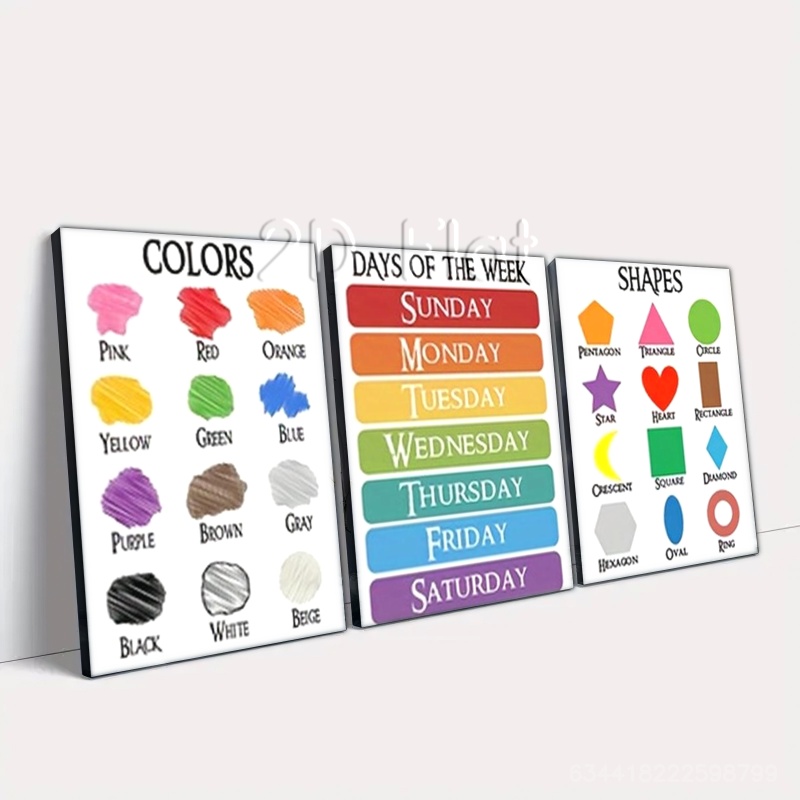 2D Flat
COLORS
PINK RED ORANGE
YELLOW GREEN BLUE
PURPLE BROWN GRAY
BLACK WHITE BEIGE
DAYS OF THE WEEK
SUNDAY
MONDAY
TUESDAY
WEDNESDAY
THURSDAY
FRIDAY
SATURDAY
SHAPES
PENTAGON TRIANGLE CIRCLE
STAR HEART RECTANGLE
CRESCENT SQUARE DIAMOND
HEXAGON OVAL RING
634418222598799